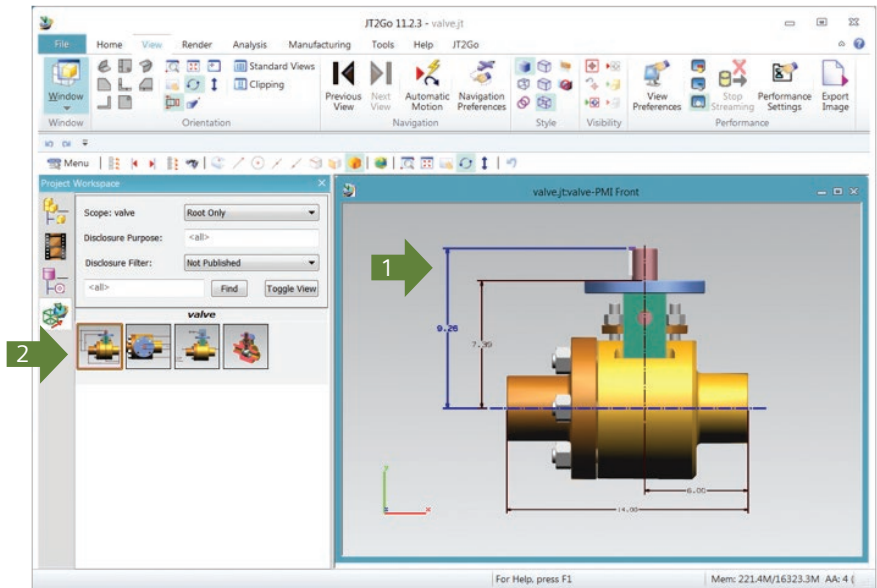 JT2Go 11.2.3 - valve.jt
File Home View Render Analysis Manufacturing Tools Help JT2Go
Window
Standard Views
Clipping
Previous View
Next View
Automatic Motion
Navigation Preferences
View Preferences
Stop Streaming
Performance Settings
Export Image
Window Orientation Navigation Style Visibility Performance
Menu
Project Workspace
valve.jt:valve-PMI Front
Scope: valve Root Only
Disclosure Purpose: <all>
Disclosure Filter: Not Published
<all> Find Toggle View
valve
1
2
9.26
7.39
6.00
14.00
y
x
For Help, press F1 Mem: 221.4M/16323.3M AA: 4 (